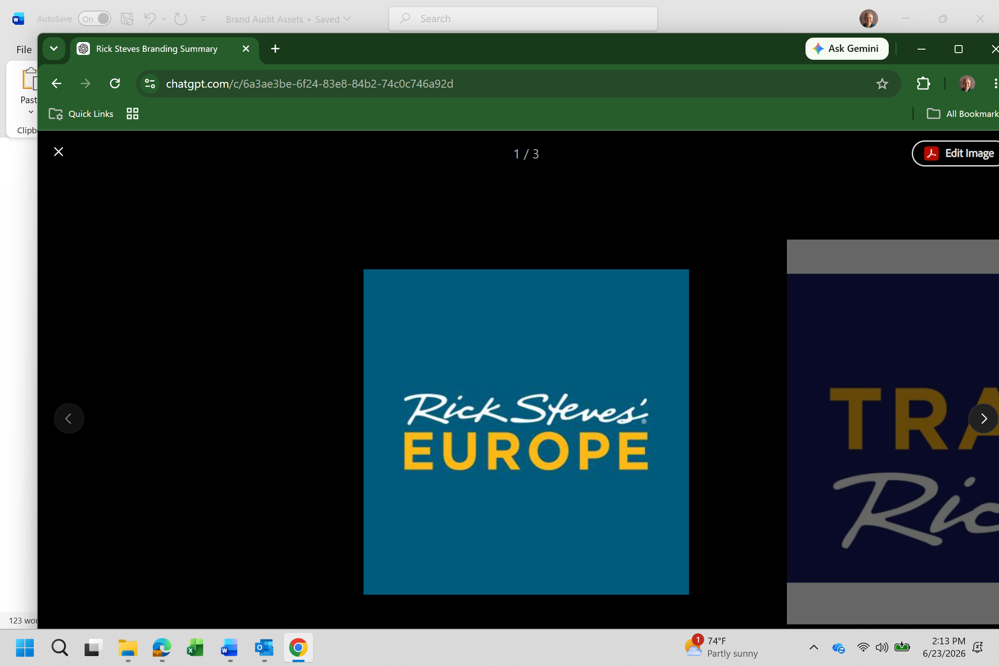 AutoSave On Brand Audit Assets • Saved Search
File Rick Steves Branding Summary Ask Gemini
chatgpt.com/c/6a3ae3be-6f24-83e8-84b2-74c0c746a92d
Past
Quick Links All Bookmark
Clipb
1 / 3 Edit Image
Rick Steves'®
EUROPE
TRA
Ric
123 wor
1 74°F
Partly sunny
2:13 PM
6/23/2026